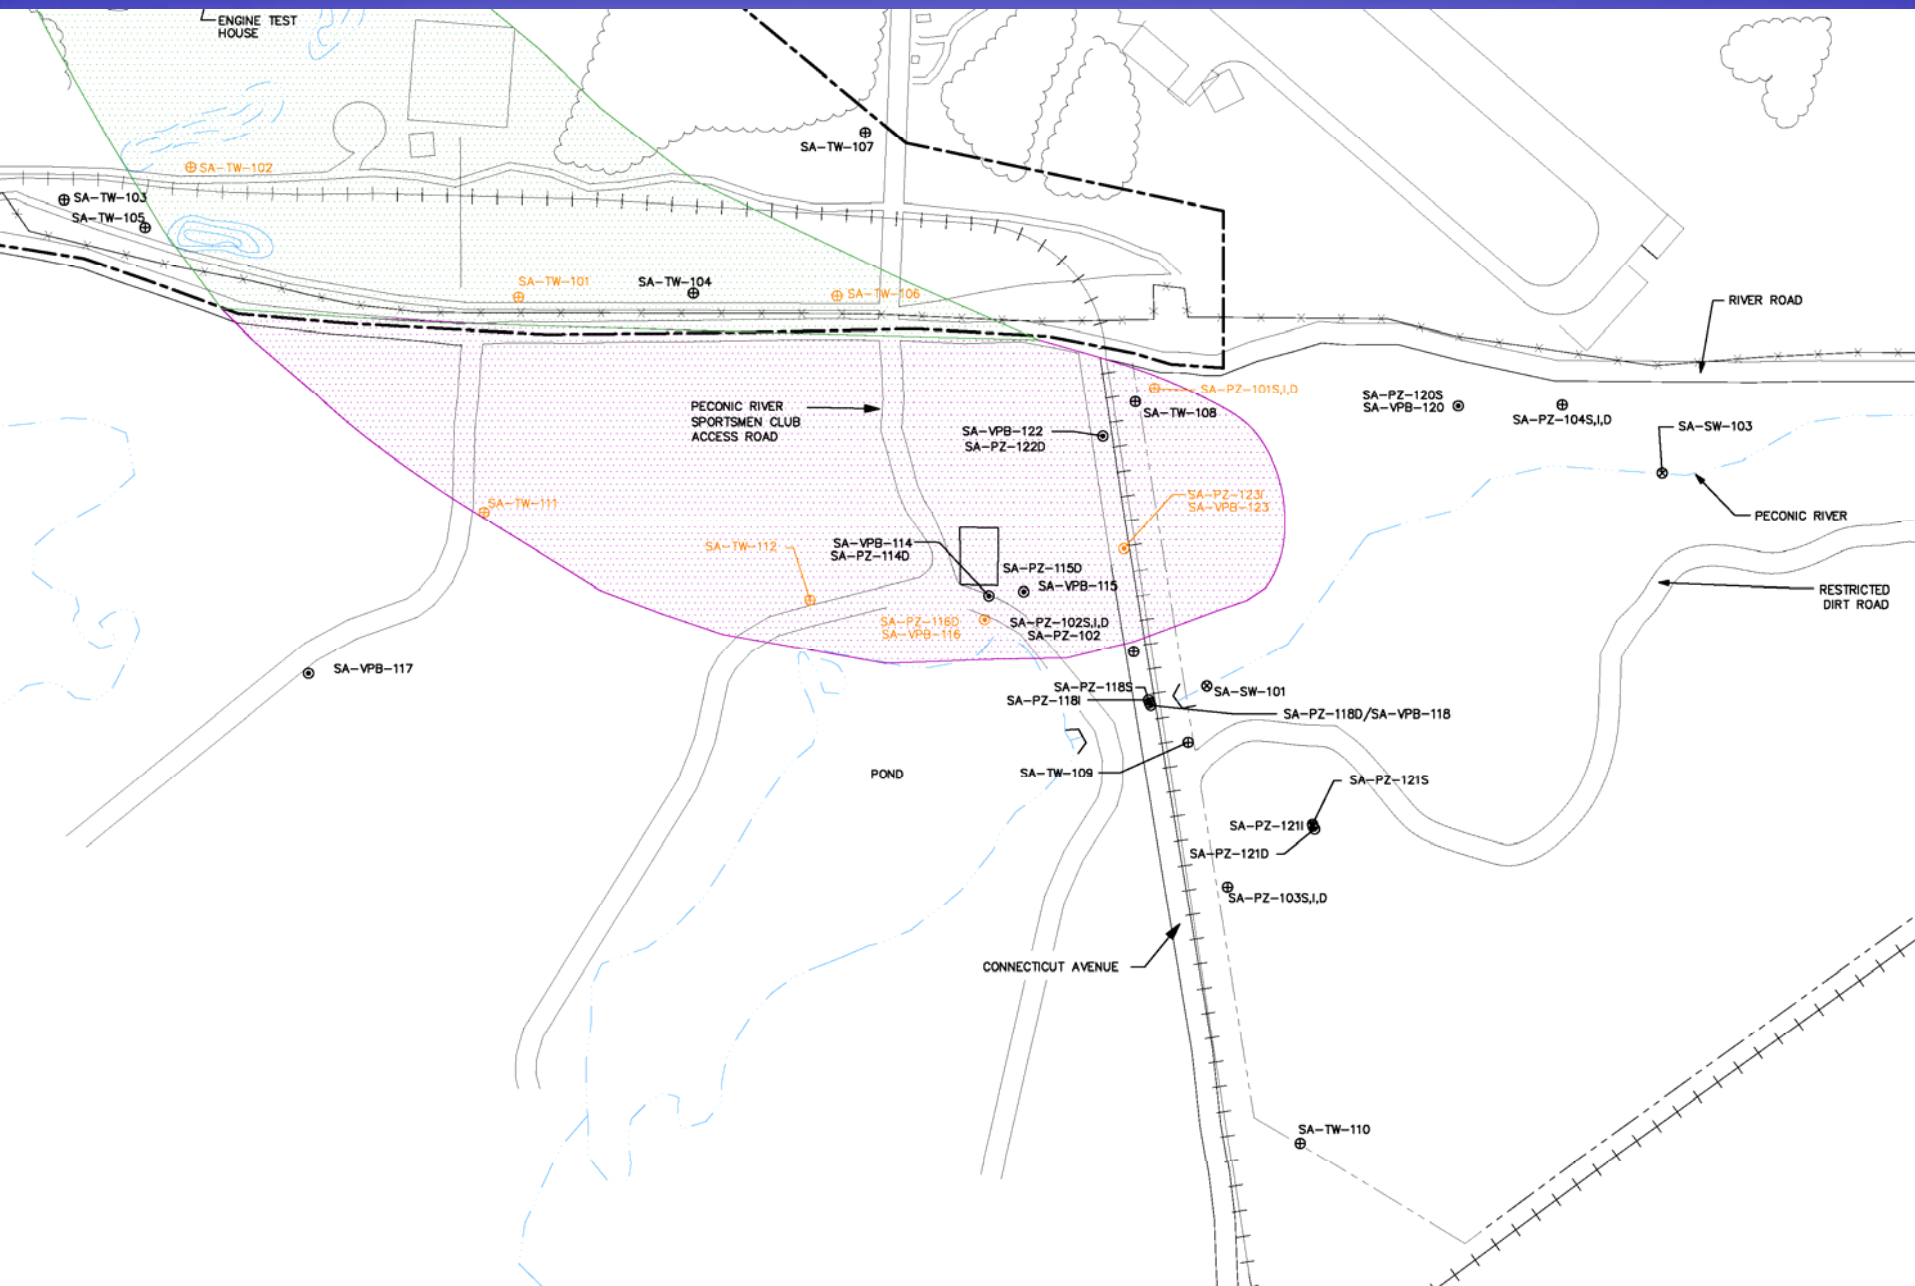 ENGINE TEST
HOUSE
SA-TW-107
SA-TW-102
SA-TW-103
SA-TW-105
SA-TW-101
SA-TW-104
SA-TW-106
RIVER ROAD
SA-PZ-101S,I,D
SA-TW-108
PECONIC RIVER
SPORTSMEN CLUB
ACCESS ROAD
SA-PZ-120S
SA-VPB-120
SA-PZ-104S,I,D
SA-SW-103
SA-VPB-122
SA-PZ-122D
SA-TW-111
SA-PZ-123I
SA-VPB-123
PECONIC RIVER
SA-TW-112
SA-VPB-114
SA-PZ-114D
SA-PZ-115D
SA-VPB-115
RESTRICTED
DIRT ROAD
SA-PZ-116D
SA-VPB-116
SA-PZ-102S,I,D
SA-PZ-102
SA-VPB-117
SA-PZ-118S
SA-PZ-118I
SA-SW-101
SA-PZ-118D/SA-VPB-118
POND
SA-TW-109
SA-PZ-121S
SA-PZ-121I
SA-PZ-121D
SA-PZ-103S,I,D
CONNECTICUT AVENUE
SA-TW-110